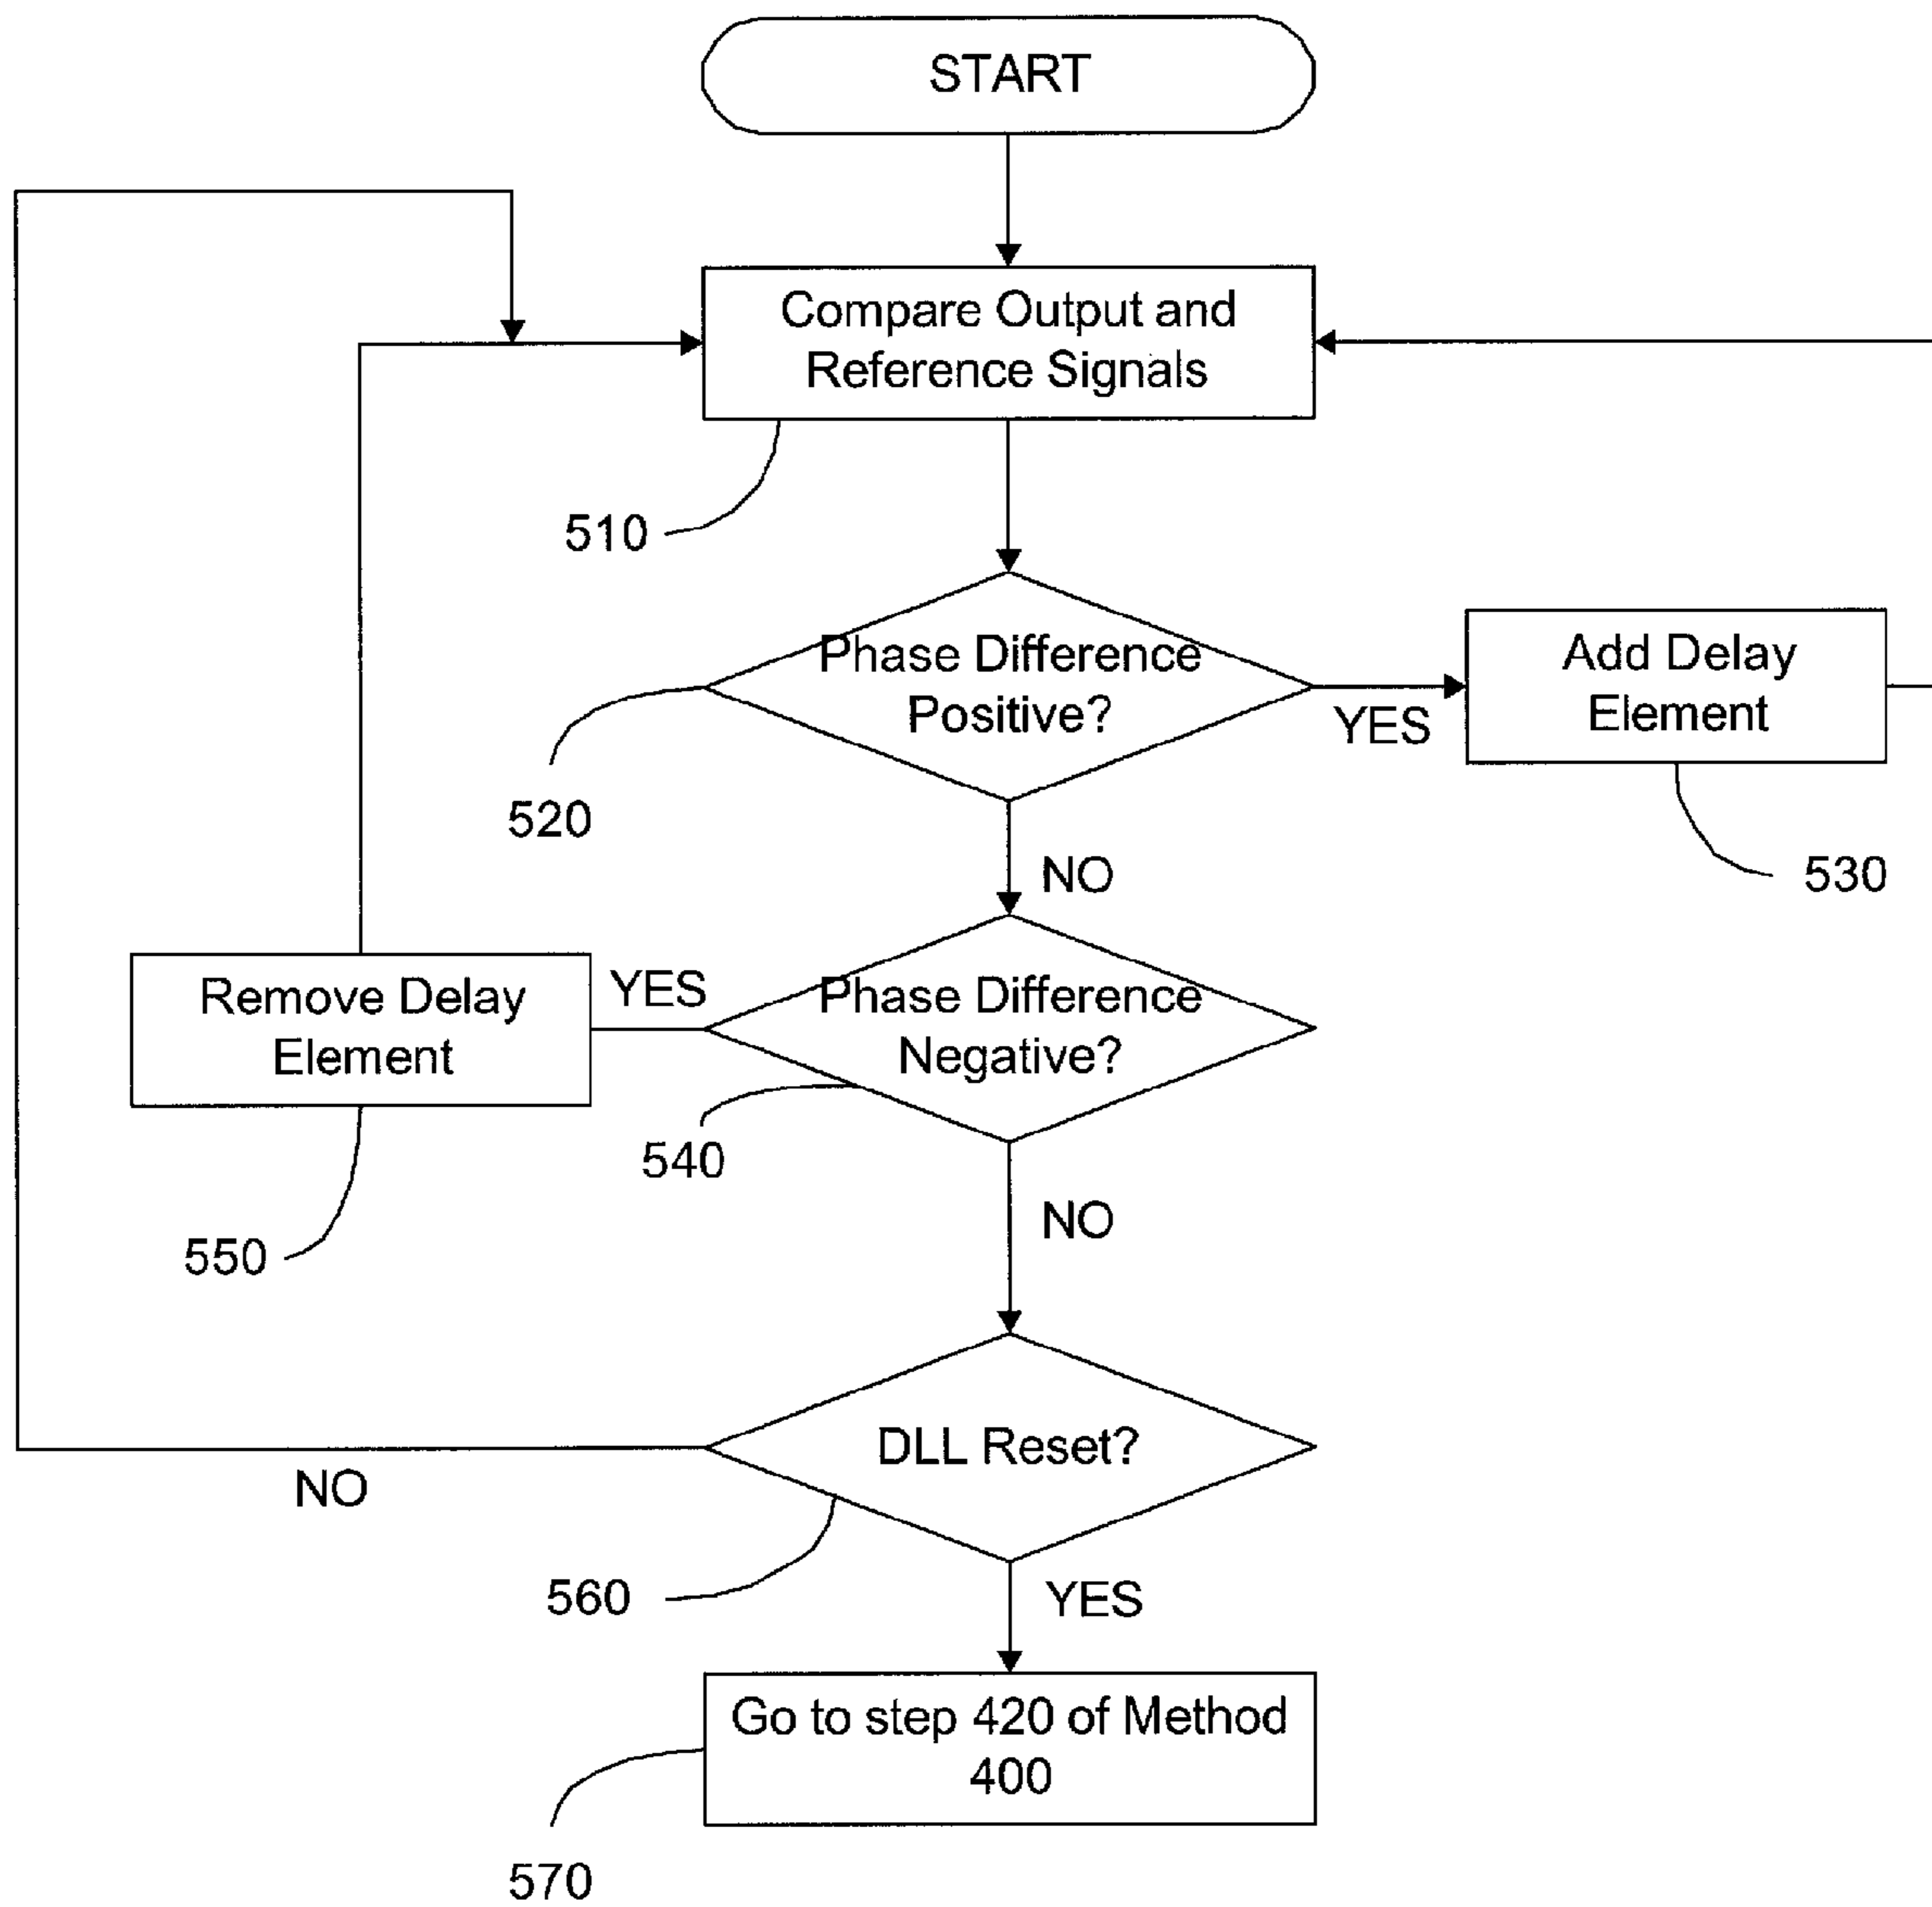 START
Compare Output and
Reference Signals
510
Phase Difference
Positive?
YES
Add Delay
Element
520
530
NO
Remove Delay
Element
YES
Phase Difference
Negative?
540
550
NO
DLL Reset?
NO
560
YES
Go to step 420 of Method
400
570